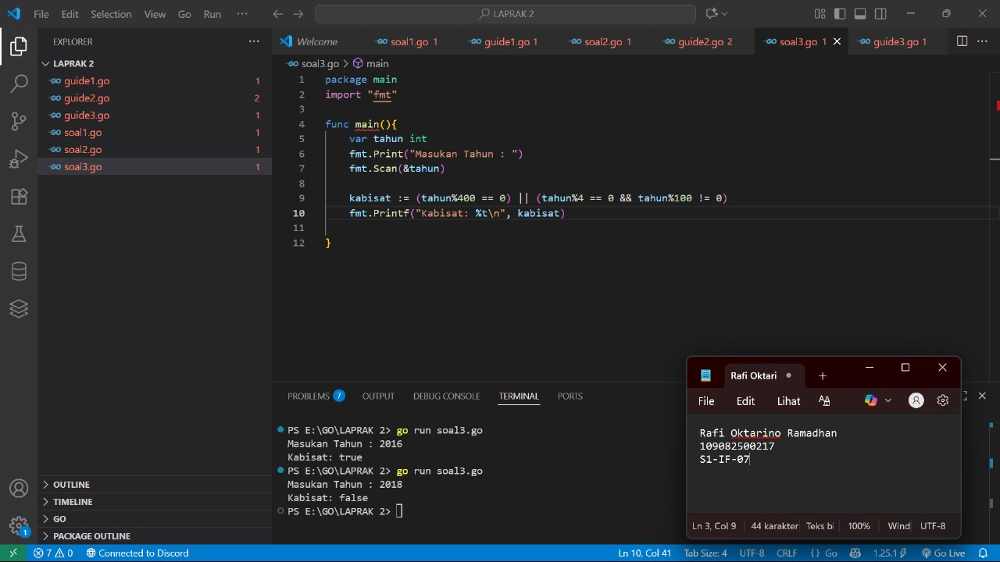 File Edit Selection View Go Run ··· LAPRAK 2
EXPLORER ···
LAPRAK 2
guide1.go 1
guide2.go 2
guide3.go 1
soal1.go 1
soal2.go 1
soal3.go 1
OUTLINE
TIMELINE
GO
PACKAGE OUTLINE
Welcome soal1.go 1 guide1.go 1 soal2.go 1 guide2.go 2 soal3.go 1 guide3.go 1
soal3.go > main
1 package main
2 import "fmt"
3
4 func main(){
5 var tahun int
6 fmt.Print("Masukan Tahun : ")
7 fmt.Scan(&tahun)
8
9 kabisat := (tahun%400 == 0) || (tahun%4 == 0 && tahun%100 != 0)
10 fmt.Printf("Kabisat: %t\n", kabisat)
11
12 }
PROBLEMS 7 OUTPUT DEBUG CONSOLE TERMINAL PORTS
PS E:\GO\LAPRAK 2> go run soal3.go
Masukan Tahun : 2016
Kabisat: true
PS E:\GO\LAPRAK 2> go run soal3.go
Masukan Tahun : 2018
Kabisat: false
PS E:\GO\LAPRAK 2>
Rafi Oktari
File Edit Lihat
Rafi Oktarino Ramadhan
109082500217
S1-IF-07
Ln 3, Col 9 44 karakter Teks bi 100% Wind UTF-8
1
7 0 Connected to Discord Ln 10, Col 41 Tab Size: 4 UTF-8 CRLF {} Go 1.25.1 Go Live